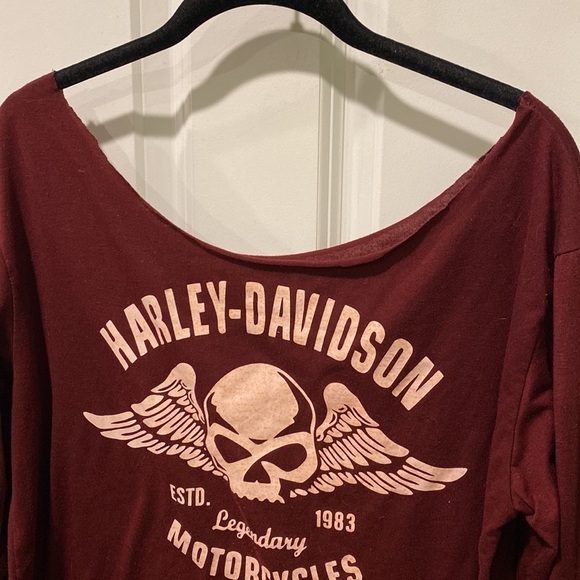 HARLEY-DAVIDSON
ESTD. 1983
Legendary
MOTORCYCLES